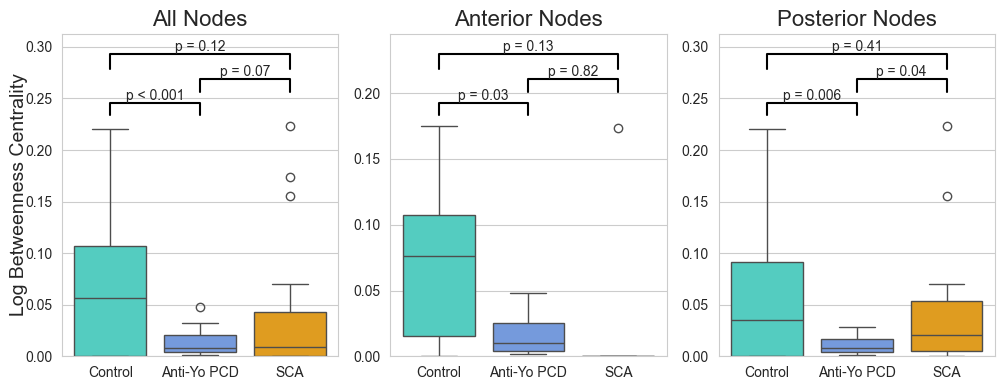 All Nodes
Anterior Nodes
Posterior Nodes
Log Betweenness Centrality
0.30
0.25
0.20
0.15
0.10
0.05
0.00
p = 0.12
p = 0.07
p < 0.001
Control
Anti-Yo PCD
SCA
0.20
0.15
0.10
0.05
0.00
p = 0.13
p = 0.82
p = 0.03
Control
Anti-Yo PCD
SCA
0.30
0.25
0.20
0.15
0.10
0.05
0.00
p = 0.41
p = 0.04
p = 0.006
Control
Anti-Yo PCD
SCA